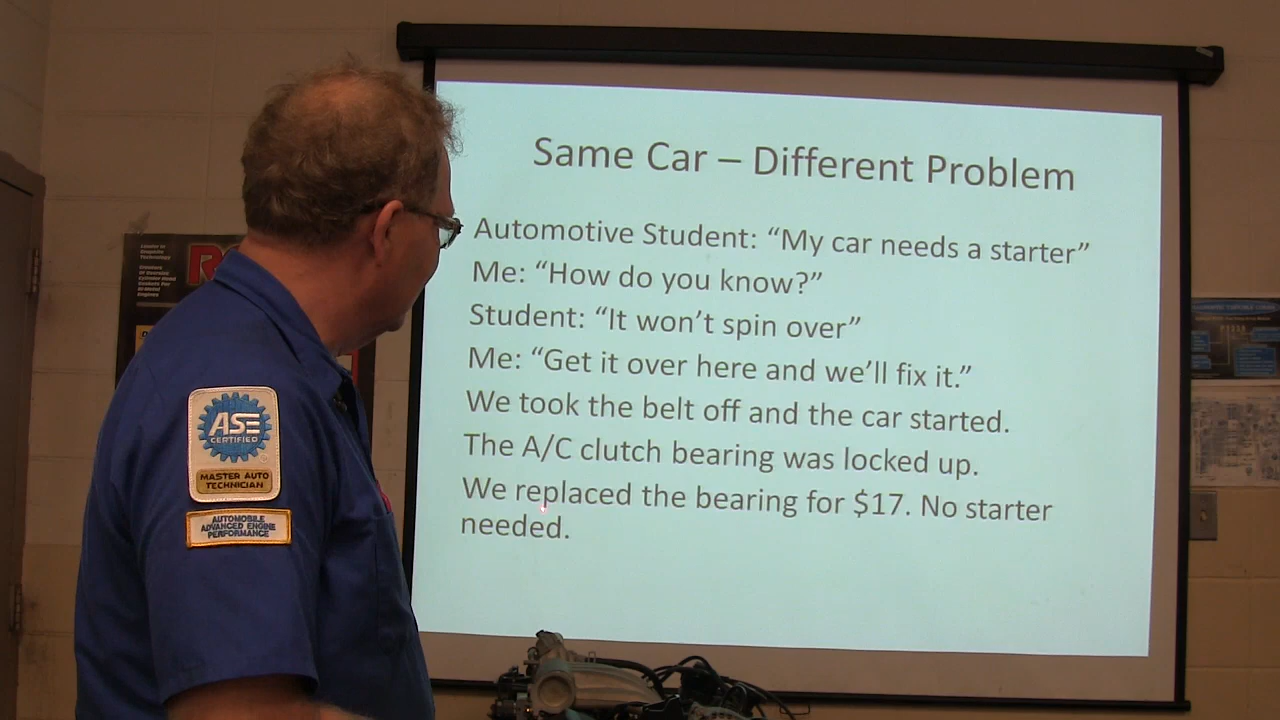 Same Car – Different Problem
Automotive Student: “My car needs a starter”
Me: “How do you know?”
Student: “It won’t spin over”
Me: “Get it over here and we’ll fix it.”
We took the belt off and the car started.
The A/C clutch bearing was locked up.
We replaced the bearing for $17. No starter
needed.
ASE
CERTIFIED
MASTER AUTO
TECHNICIAN
AUTOMOBILE
ADVANCED ENGINE
PERFORMANCE